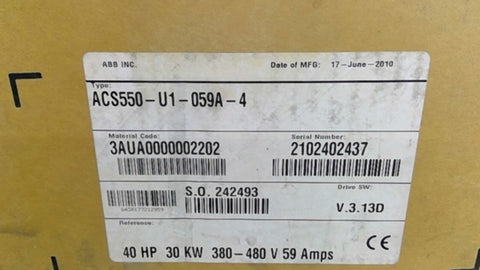 ABB INC. Date of MFG: 17-June-2010
Type:
ACS550-U1-059A-4
Material Code: Serial Number:
3AUA0000002202 2102402437
S.O. 242493 Drive SW:
V.3.13D
Reference:
40 HP 30 KW 380-480 V 59 Amps CE